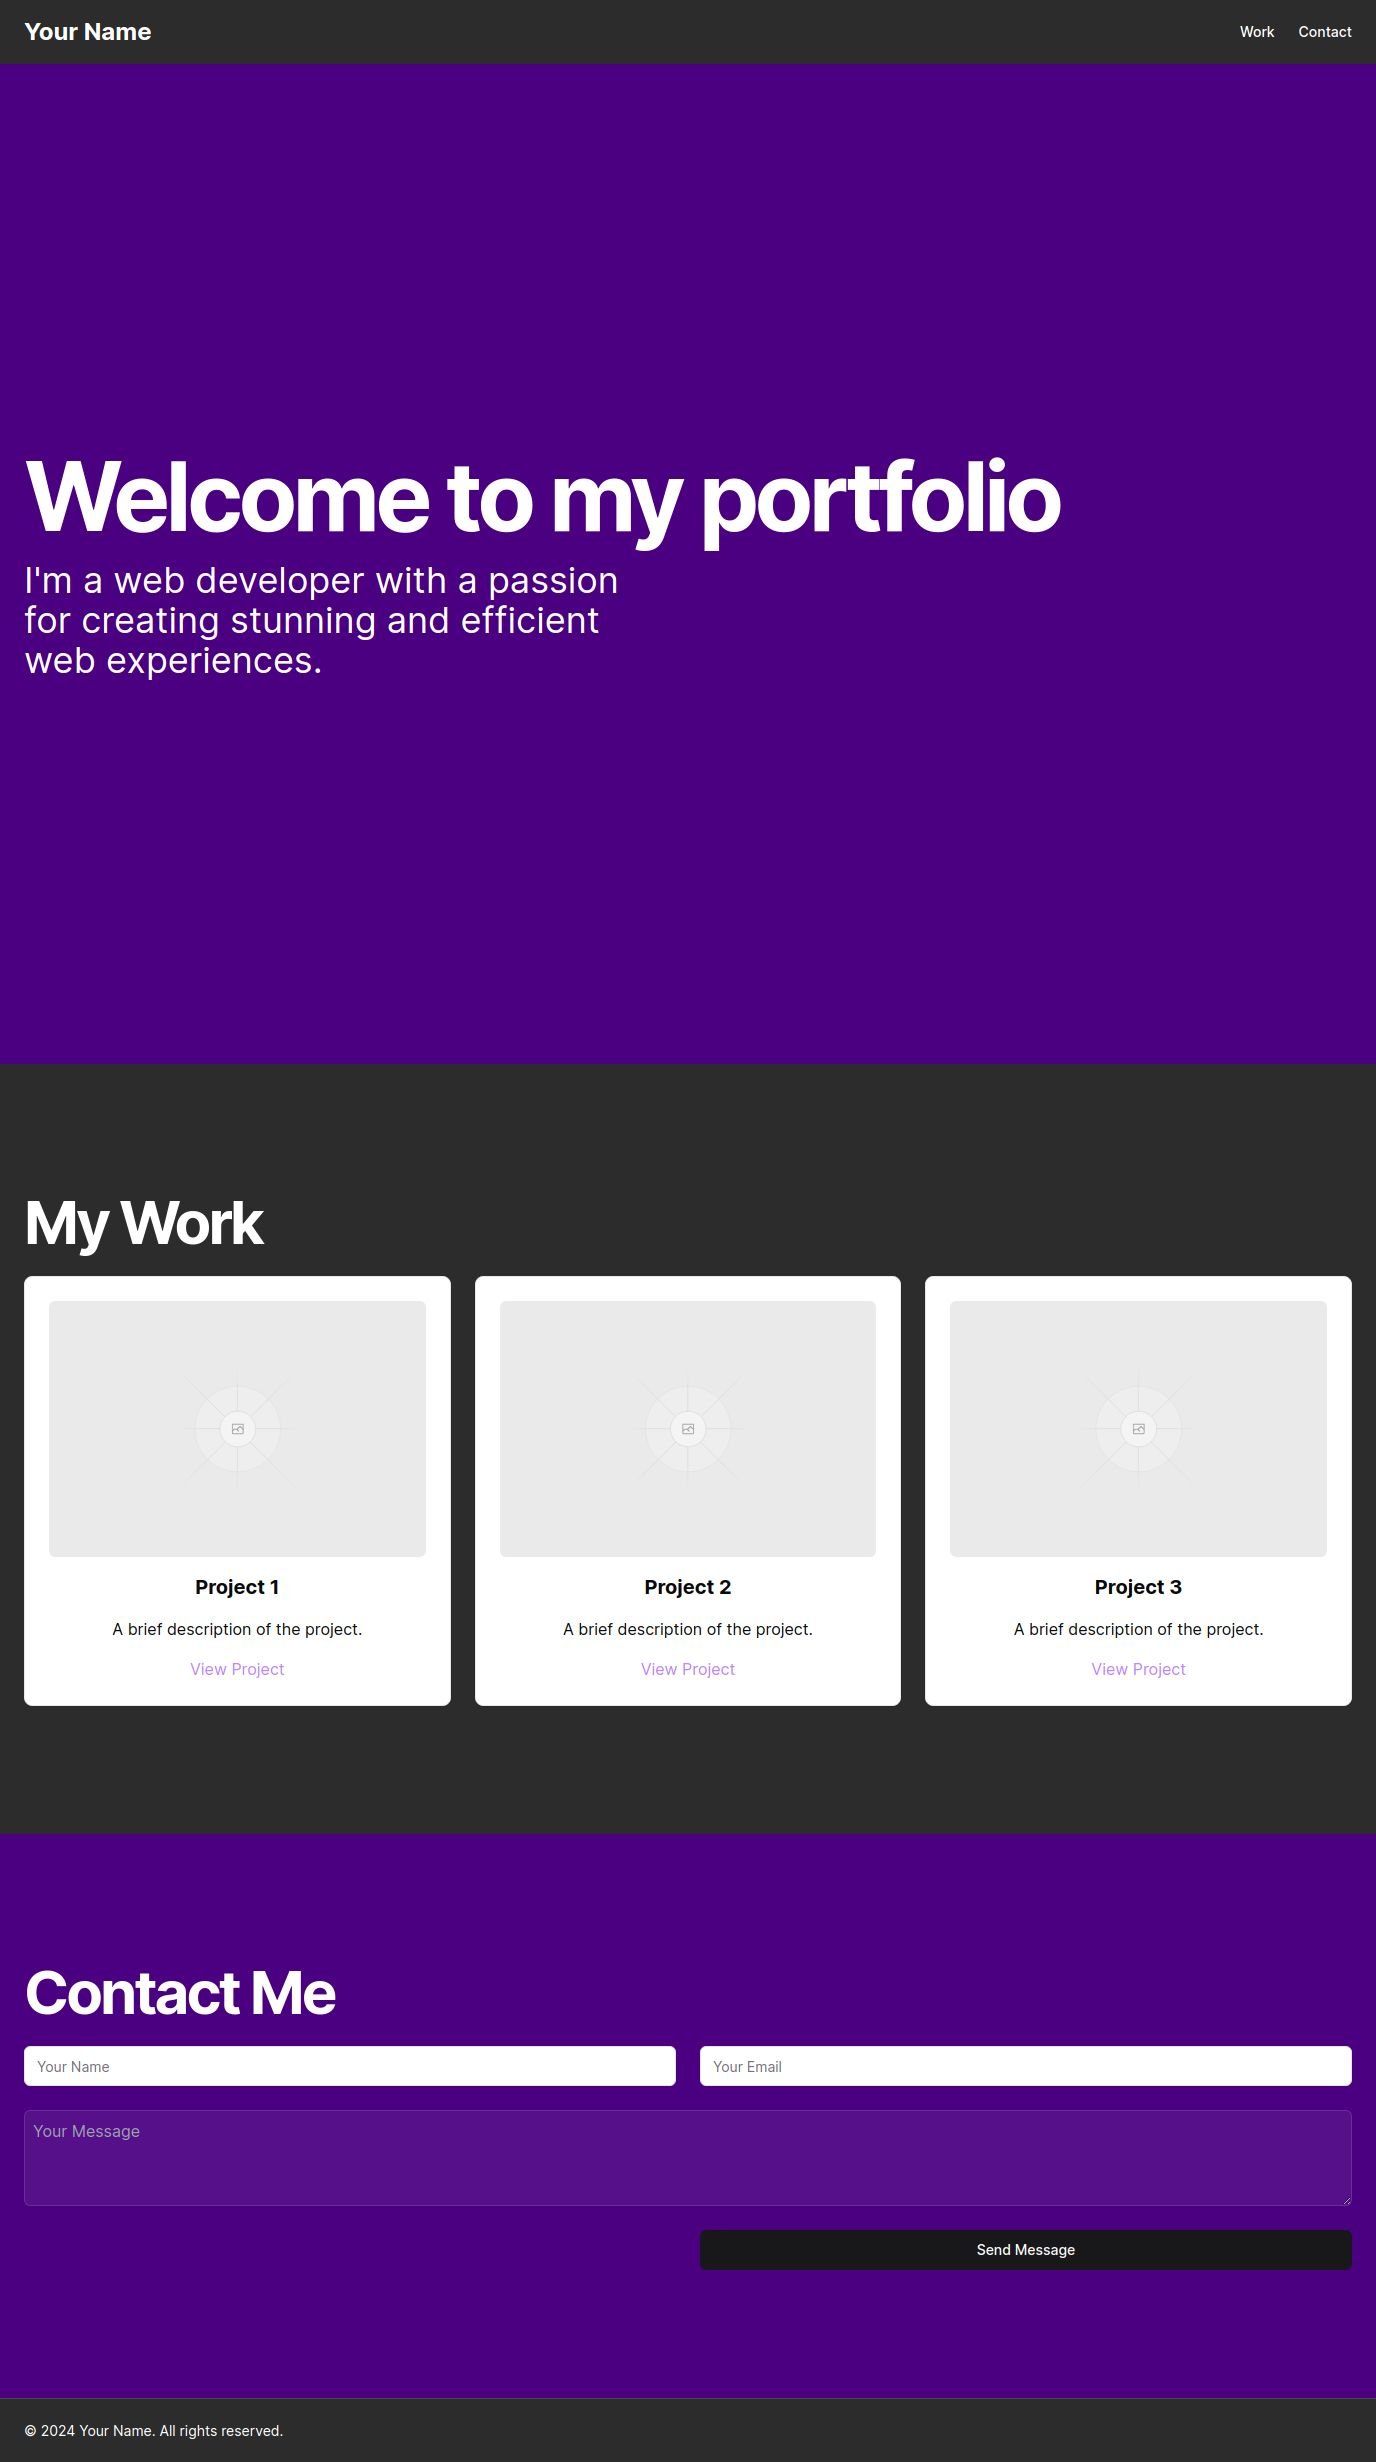 Your Name
Work Contact
Welcome to my portfolio
I'm a web developer with a passion
for creating stunning and efficient
web experiences.
My Work
Project 1
A brief description of the project.
View Project
Project 2
A brief description of the project.
View Project
Project 3
A brief description of the project.
View Project
Contact Me
Your Name
Your Email
Your Message
Send Message
© 2024 Your Name. All rights reserved.